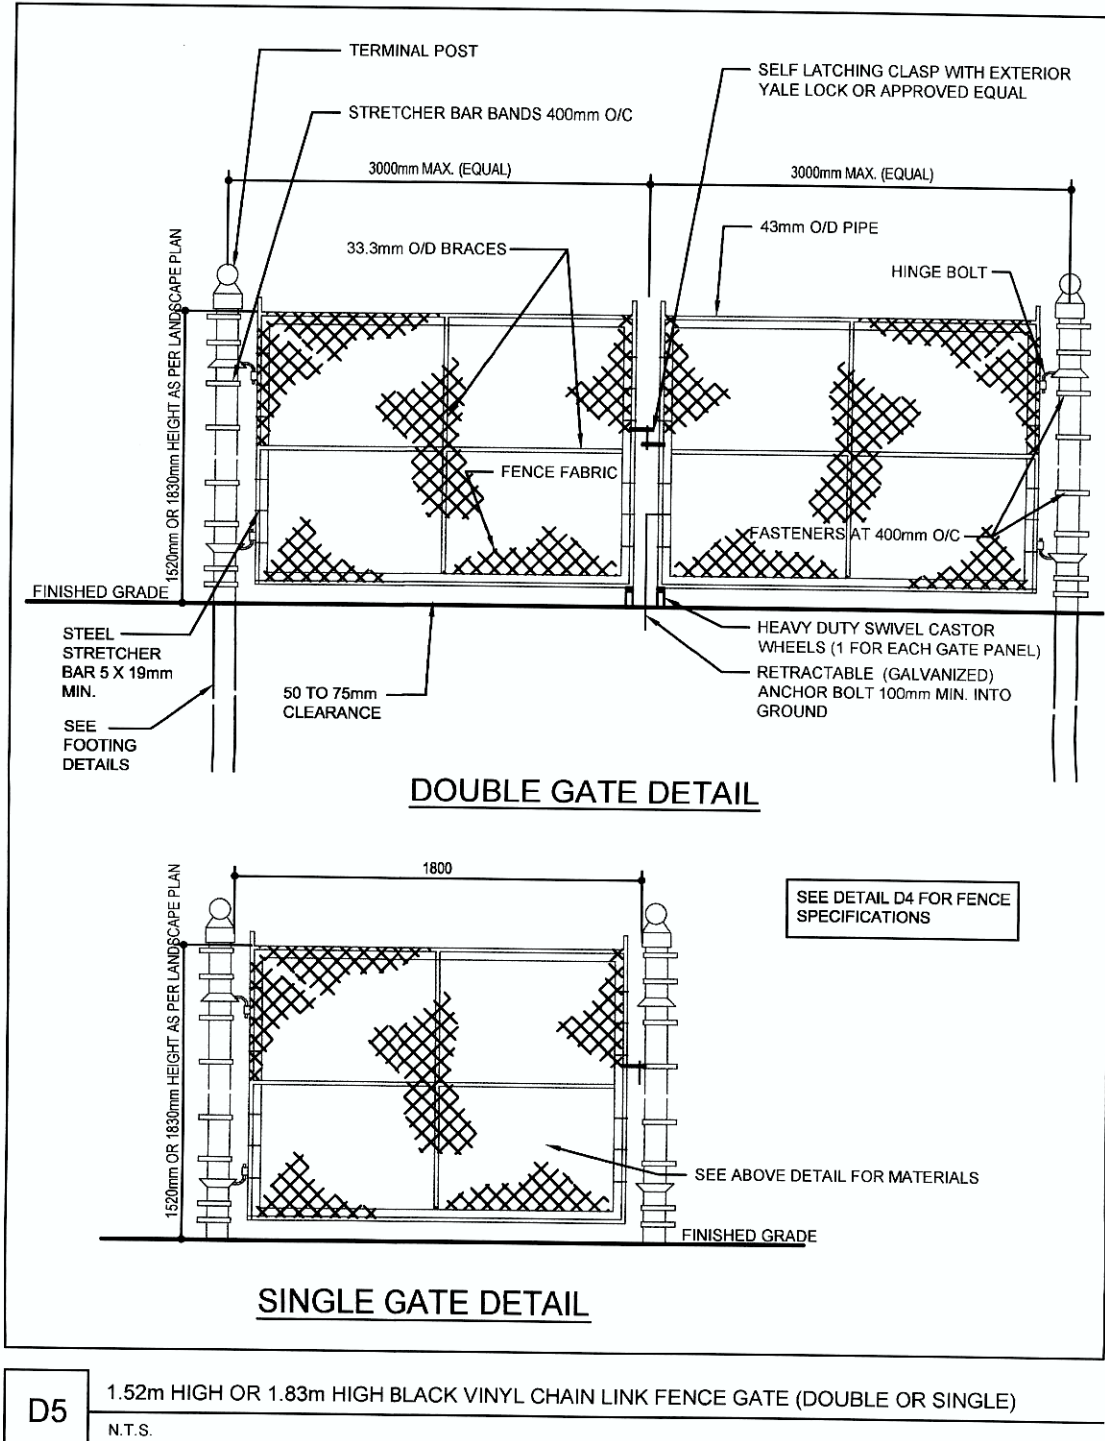 TERMINAL POST
SELF LATCHING CLASP WITH EXTERIOR
YALE LOCK OR APPROVED EQUAL
STRETCHER BAR BANDS 400mm O/C
3000mm MAX. (EQUAL)
3000mm MAX. (EQUAL)
43mm O/D PIPE
33.3mm O/D BRACES
HINGE BOLT
1520mm OR 1830mm HEIGHT AS PER LANDSCAPE PLAN
FENCE FABRIC
FASTENERS AT 400mm O/C
FINISHED GRADE
STEEL
STRETCHER
BAR 5 X 19mm
MIN.
SEE
FOOTING
DETAILS
50 TO 75mm
CLEARANCE
HEAVY DUTY SWIVEL CASTOR
WHEELS (1 FOR EACH GATE PANEL)
RETRACTABLE (GALVANIZED)
ANCHOR BOLT 100mm MIN. INTO
GROUND
DOUBLE GATE DETAIL
1800
1520mm OR 1830mm HEIGHT AS PER LANDSCAPE PLAN
SEE DETAIL D4 FOR FENCE
SPECIFICATIONS
SEE ABOVE DETAIL FOR MATERIALS
FINISHED GRADE
SINGLE GATE DETAIL
D5
1.52m HIGH OR 1.83m HIGH BLACK VINYL CHAIN LINK FENCE GATE (DOUBLE OR SINGLE)
N.T.S.